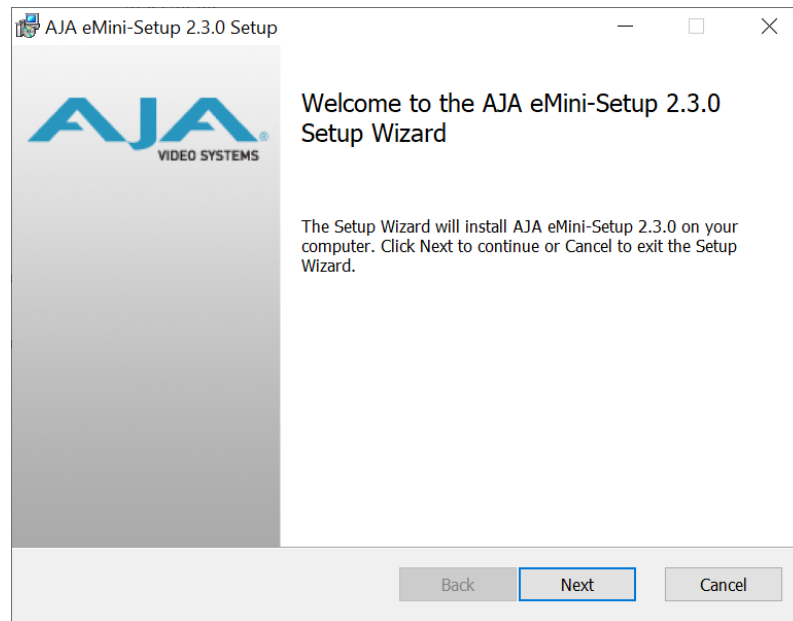 AJA eMini-Setup 2.3.0 Setup
AJA®
VIDEO SYSTEMS
Welcome to the AJA eMini-Setup 2.3.0
Setup Wizard
The Setup Wizard will install AJA eMini-Setup 2.3.0 on your
computer. Click Next to continue or Cancel to exit the Setup
Wizard.
Back
Next
Cancel